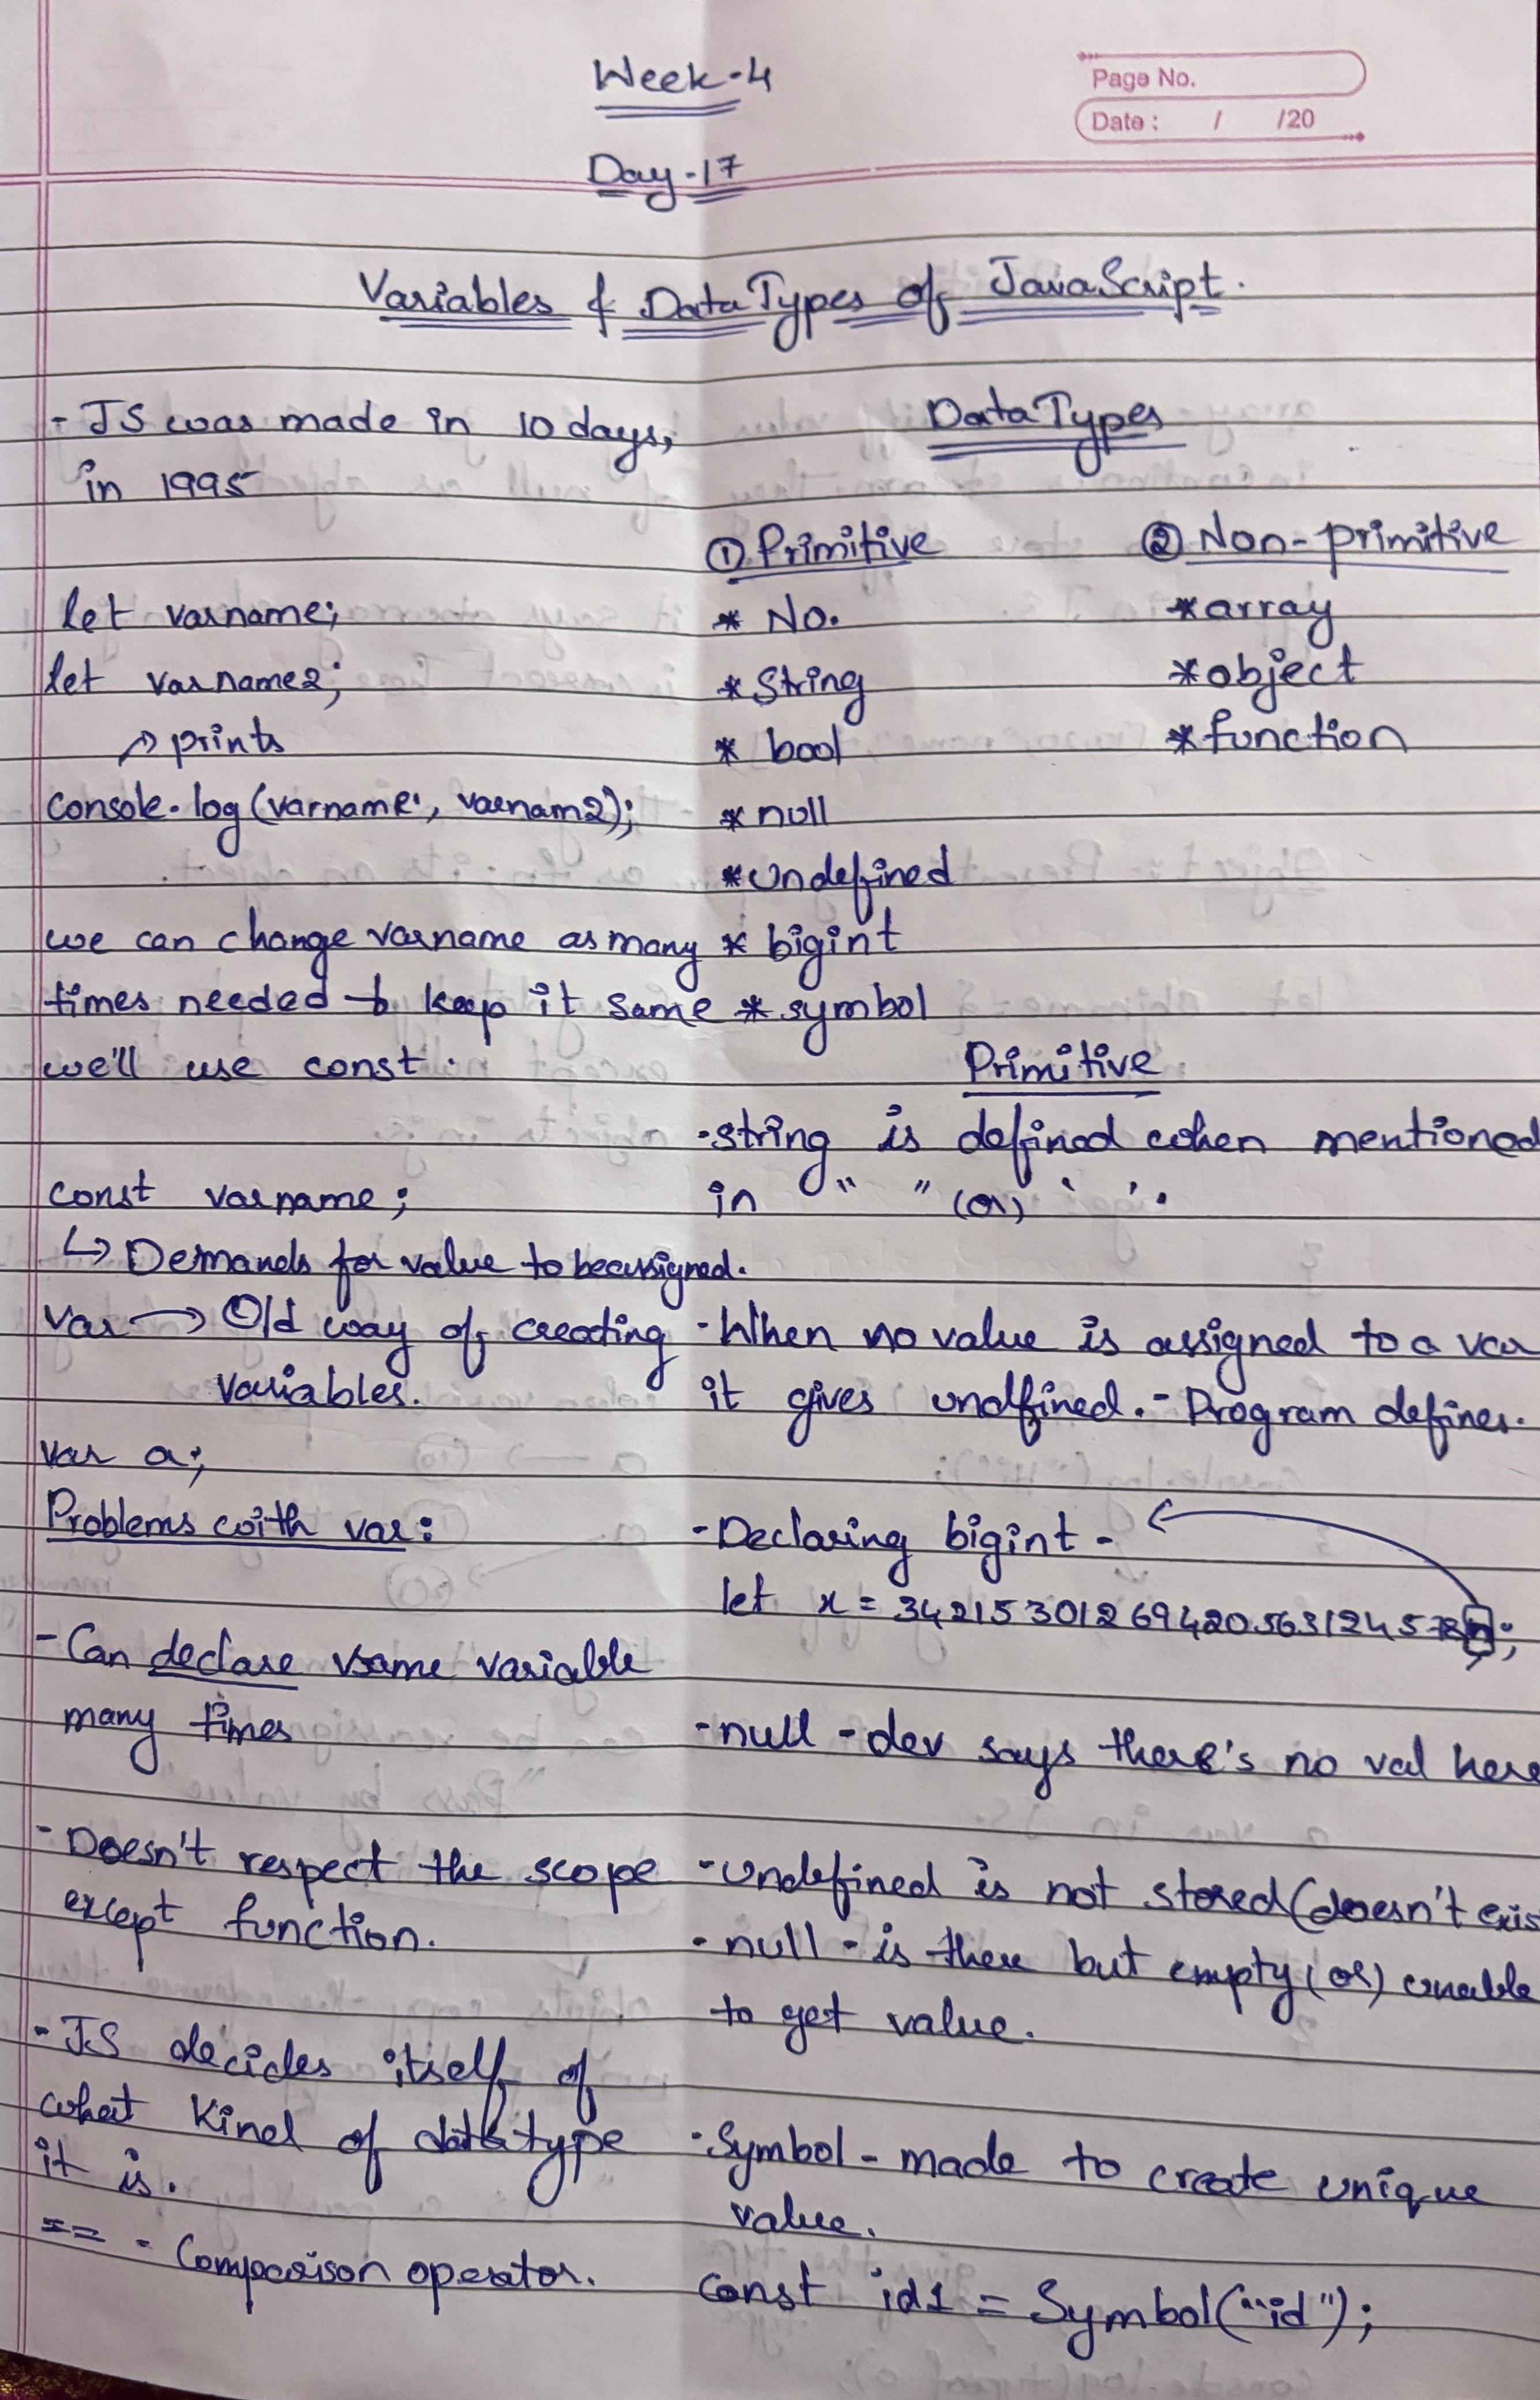 Week-4
Page No.
Date : / /20
Day-17
Variables & DataTypes of JavaScript.
- JS was made in 10 days,
in 1995
let varname;
let varname2;
↗ prints
console.log(varname1, varnam2);
we can change varname as many
times needed to keep it same
we'll use const.
const varname;
↳ Demands for value to be assigned.
var → Old way of creating
variables.
var a;
Problems with var:
- Can declare same variable
many times
- Doesn't respect the scope
except function.
- JS decides itself of
what kind of datatype
it is.
== - Comparison operator.
DataTypes
① Primitive
* No.
* String
* bool
* null
* undefined
* bigint
* symbol
② Non-primitive
* array
* object
* function
Primitive
- string is defined when mentioned
in " " (or) ' '.
- When no value is assigned to a var
it gives undffined. - Program defines.
- Declaring bigint - ←
let x = 34215301269420563124578n;
- null - dev says there's no val here
- undefined is not stored (doesn't exis
- null - is there but empty (or) unable
to get value.
- Symbol - made to create unique
value.
const id1 = Symbol("id");